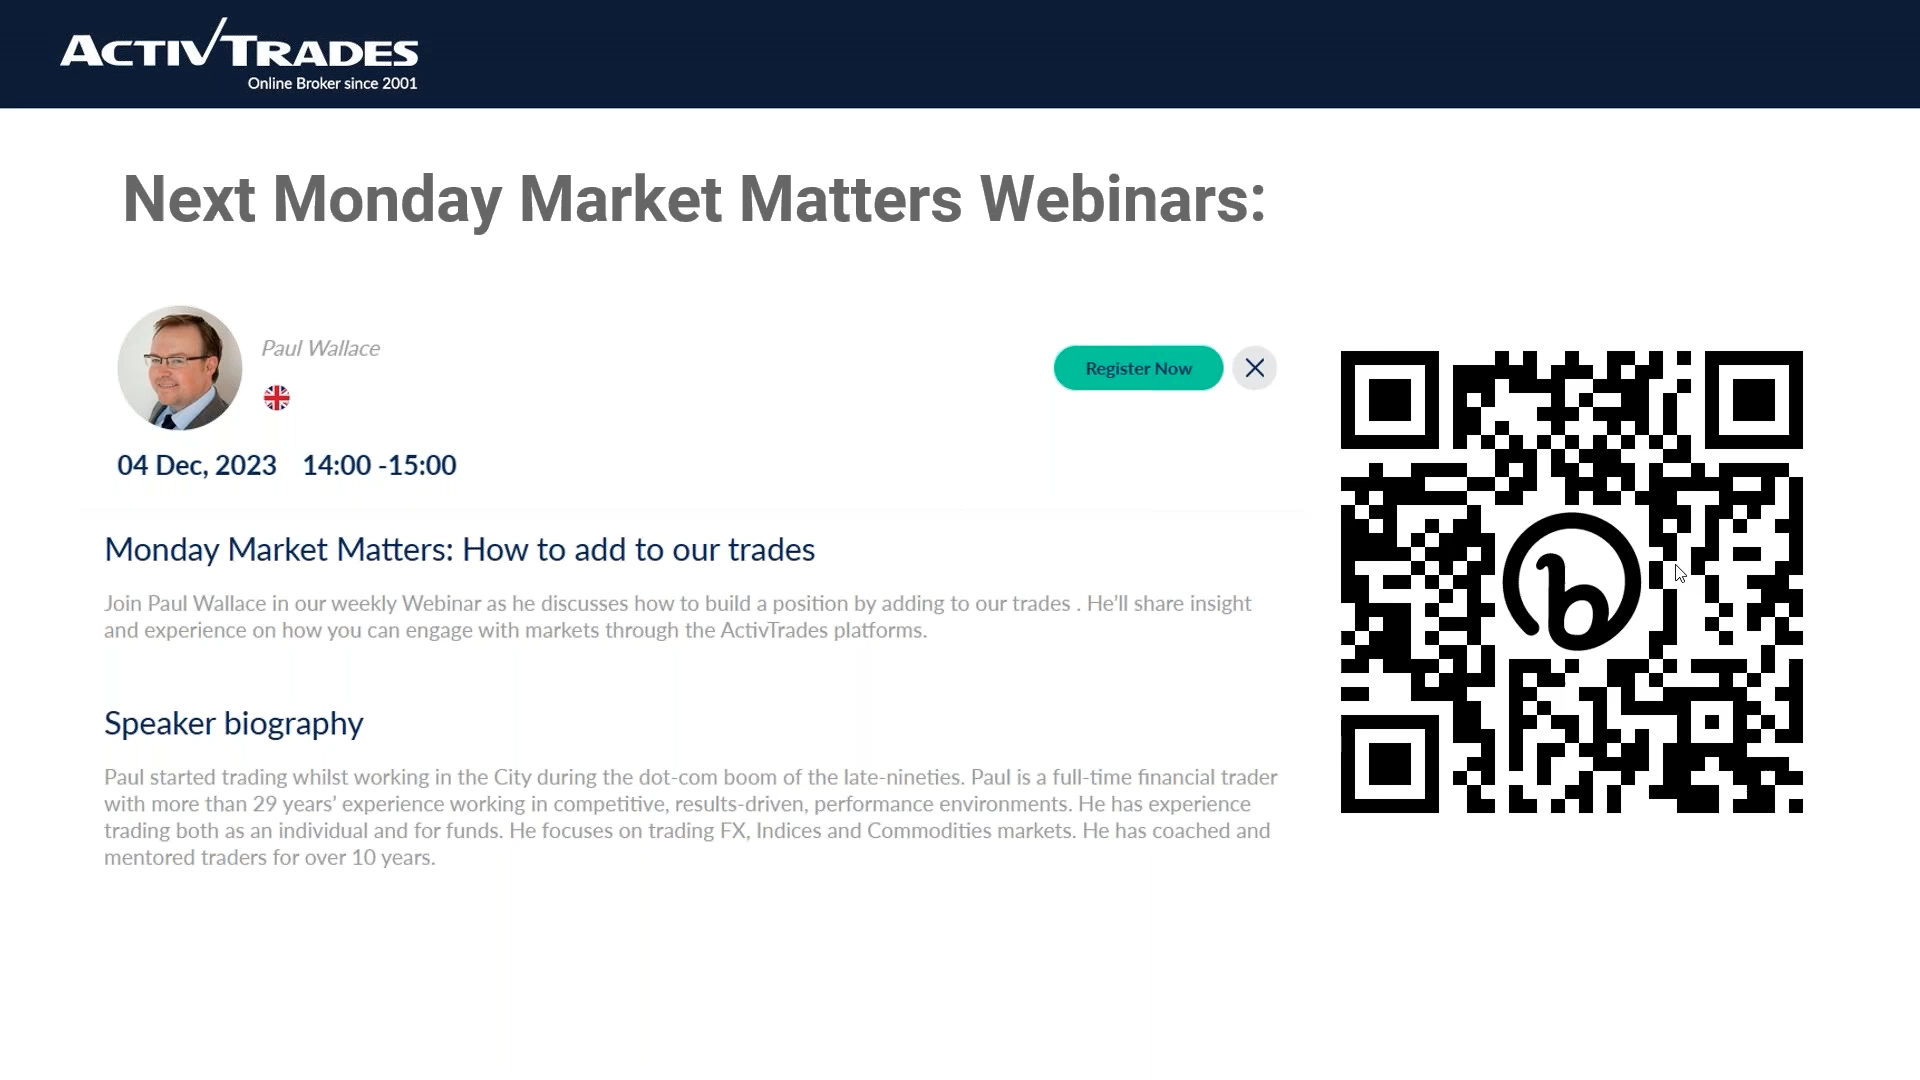 ACTIVTRADES
Online Broker since 2001
Next Monday Market Matters Webinars:
Paul Wallace
Register Now
04 Dec, 2023 14:00 -15:00
Monday Market Matters: How to add to our trades
Join Paul Wallace in our weekly Webinar as he discusses how to build a position by adding to our trades . He’ll share insight
and experience on how you can engage with markets through the ActivTrades platforms.
Speaker biography
Paul started trading whilst working in the City during the dot-com boom of the late-nineties. Paul is a full-time financial trader
with more than 29 years’ experience working in competitive, results-driven, performance environments. He has experience
trading both as an individual and for funds. He focuses on trading FX, Indices and Commodities markets. He has coached and
mentored traders for over 10 years.
b